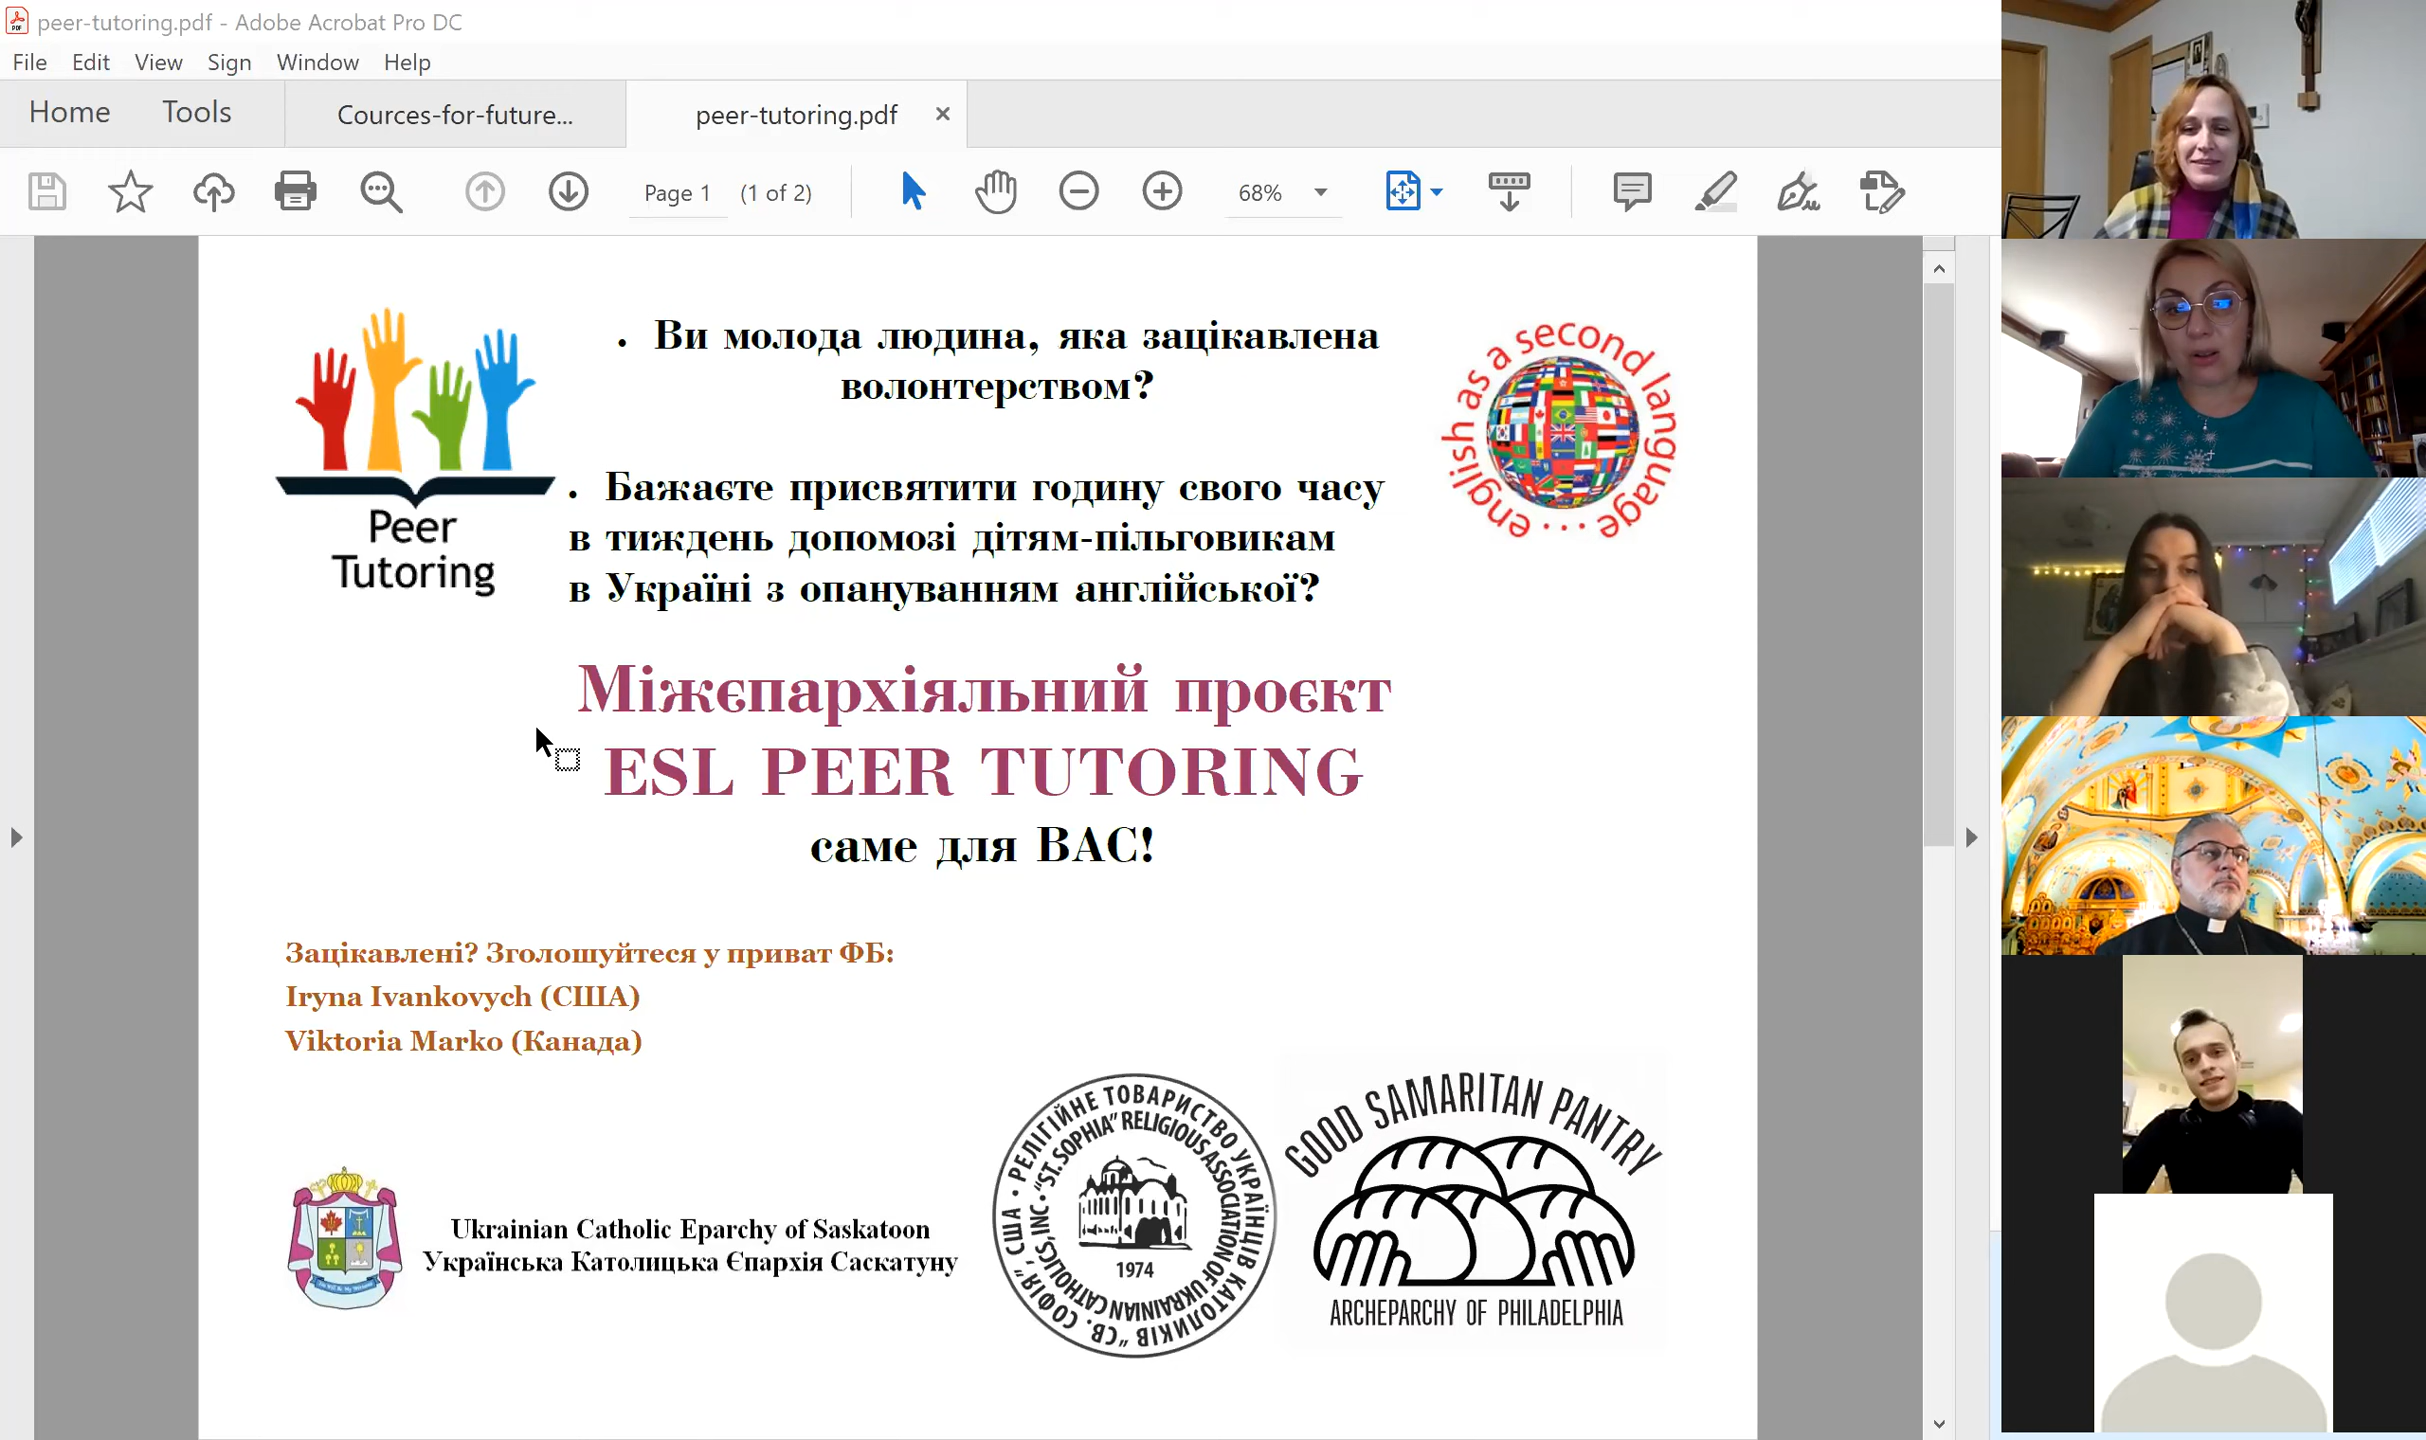 peer-tutoring.pdf - Adobe Acrobat Pro DC
File Edit View Sign Window Help
Home Tools Cources-for-future... peer-tutoring.pdf
Page 1 (1 of 2) 68%
Peer
Tutoring
• Ви молода людина, яка зацікавлена
волонтерством?
• Бажаєте присвятити годину свого часу
в тиждень допомозі дітям-пільговикам
в Україні з опануванням англійської?
english as a second language...
Міжєпархіяльний проєкт
ESL PEER TUTORING
саме для ВАС!
Зацікавлені? Зголошуйтеся у приват ФБ:
Iryna Ivankovych (США)
Viktoria Marko (Канада)
Ukrainian Catholic Eparchy of Saskatoon
Українська Католицька Єпархія Саскатуну
РЕЛІГІЙНЕ ТОВАРИСТВО УКРАЇНЦІВ КАТОЛИКІВ "СВ. СОФІЯ", США •
"ST. SOPHIA" RELIGIOUS ASSOCIATION OF UKRAINIAN CATHOLICS, INC •
1974
GOOD SAMARITAN PANTRY
ARCHEPARCHY OF PHILADELPHIA